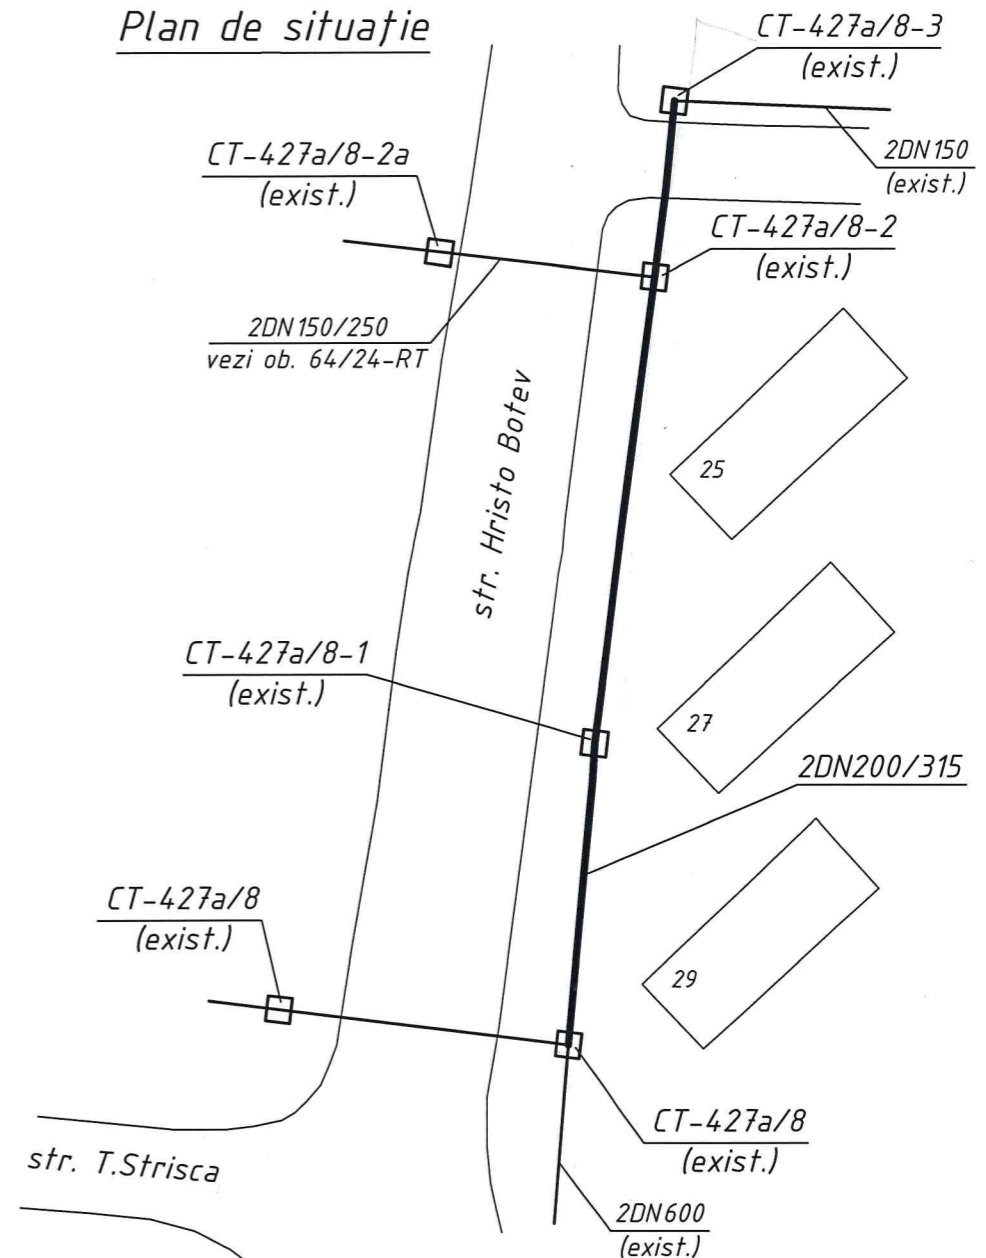 Plan de situație
CT-427a/8-3
(exist.)
2DN150
(exist.)
CT-427a/8-2a
(exist.)
CT-427a/8-2
(exist.)
2DN150/250
vezi ob. 64/24-RT
25
str. Hristo Botev
CT-427a/8-1
(exist.)
27
2DN200/315
CT-427a/8
(exist.)
29
CT-427a/8
(exist.)
str. T.Strisca
2DN600
(exist.)